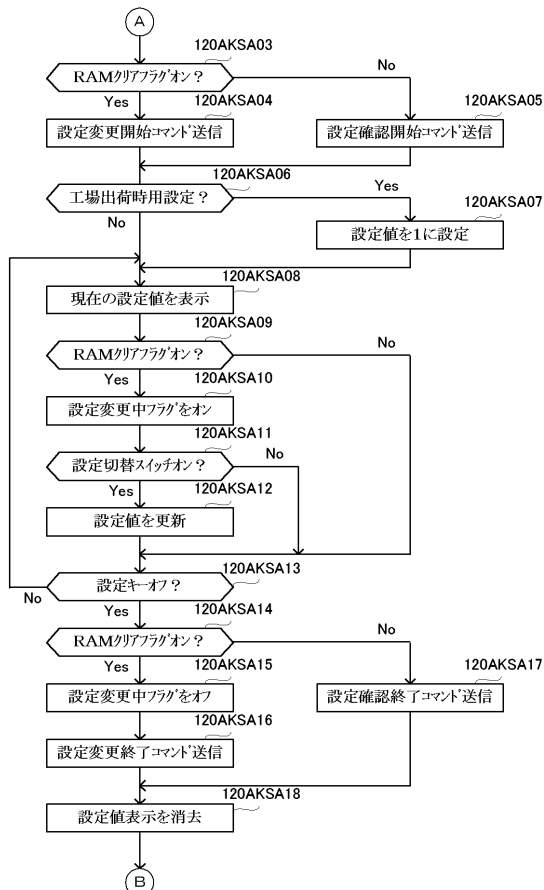 A
120AKSA03
RAMクリアフラグオン？
No
Yes
120AKSA04
120AKSA05
設定変更開始コマンド送信
設定確認開始コマンド送信
120AKSA06
工場出荷時用設定？
Yes
No
120AKSA07
設定値を1に設定
120AKSA08
現在の設定値を表示
120AKSA09
RAMクリアフラグオン？
No
Yes
120AKSA10
設定変更中フラグをオン
120AKSA11
設定切替スイッチオン？
No
Yes
120AKSA12
設定値を更新
120AKSA13
設定キーオフ？
No
Yes
120AKSA14
RAMクリアフラグオン？
No
Yes
120AKSA15
120AKSA17
設定変更中フラグをオフ
設定確認終了コマンド送信
120AKSA16
設定変更終了コマンド送信
120AKSA18
設定値表示を消去
B